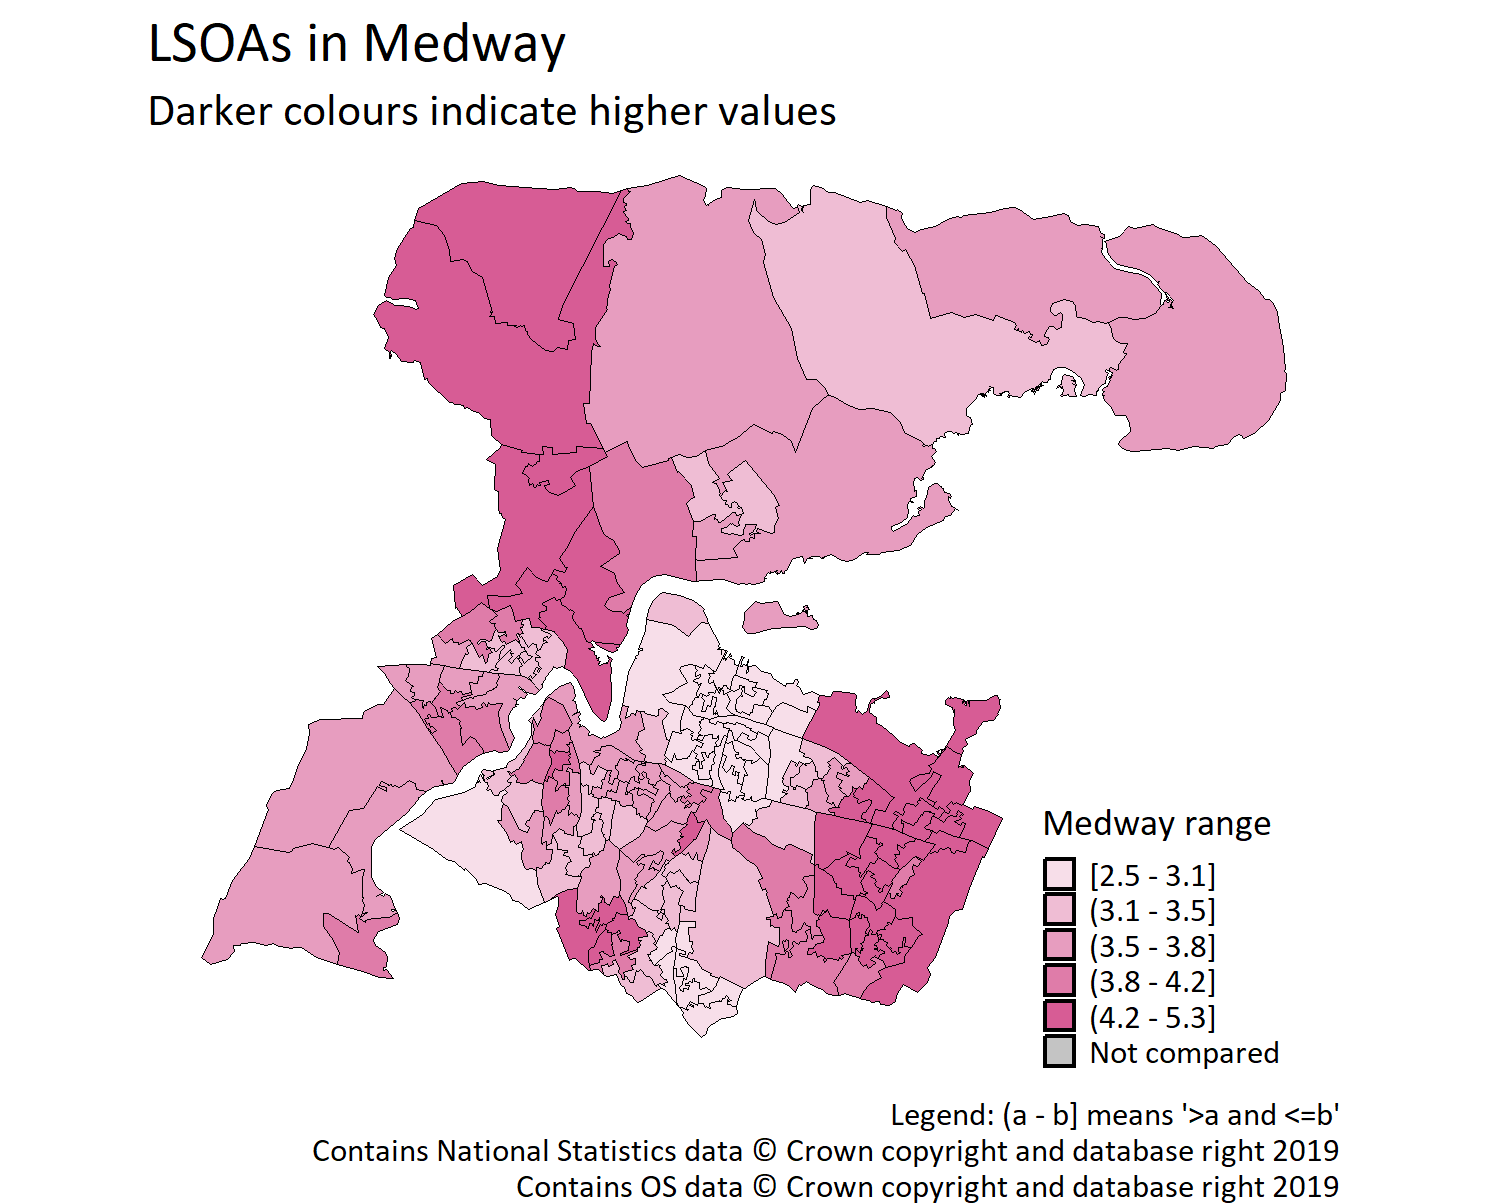 LSOAs in Medway
Darker colours indicate higher values
Medway range
[2.5 - 3.1]
(3.1 - 3.5]
(3.5 - 3.8]
(3.8 - 4.2]
(4.2 - 5.3]
Not compared
Legend: (a - b] means '>a and <=b'
Contains National Statistics data © Crown copyright and database right 2019
Contains OS data © Crown copyright and database right 2019